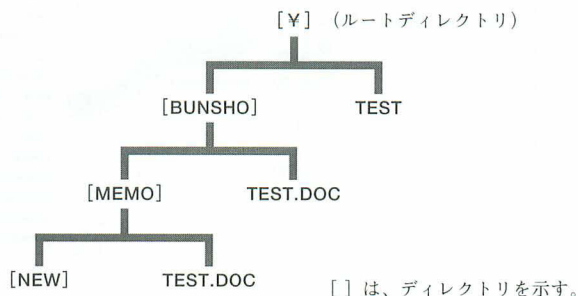 [¥] (ルートディレクトリ)
[BUNSHO] TEST
[MEMO] TEST.DOC
[NEW] TEST.DOC
[ ] は、ディレクトリを示す。